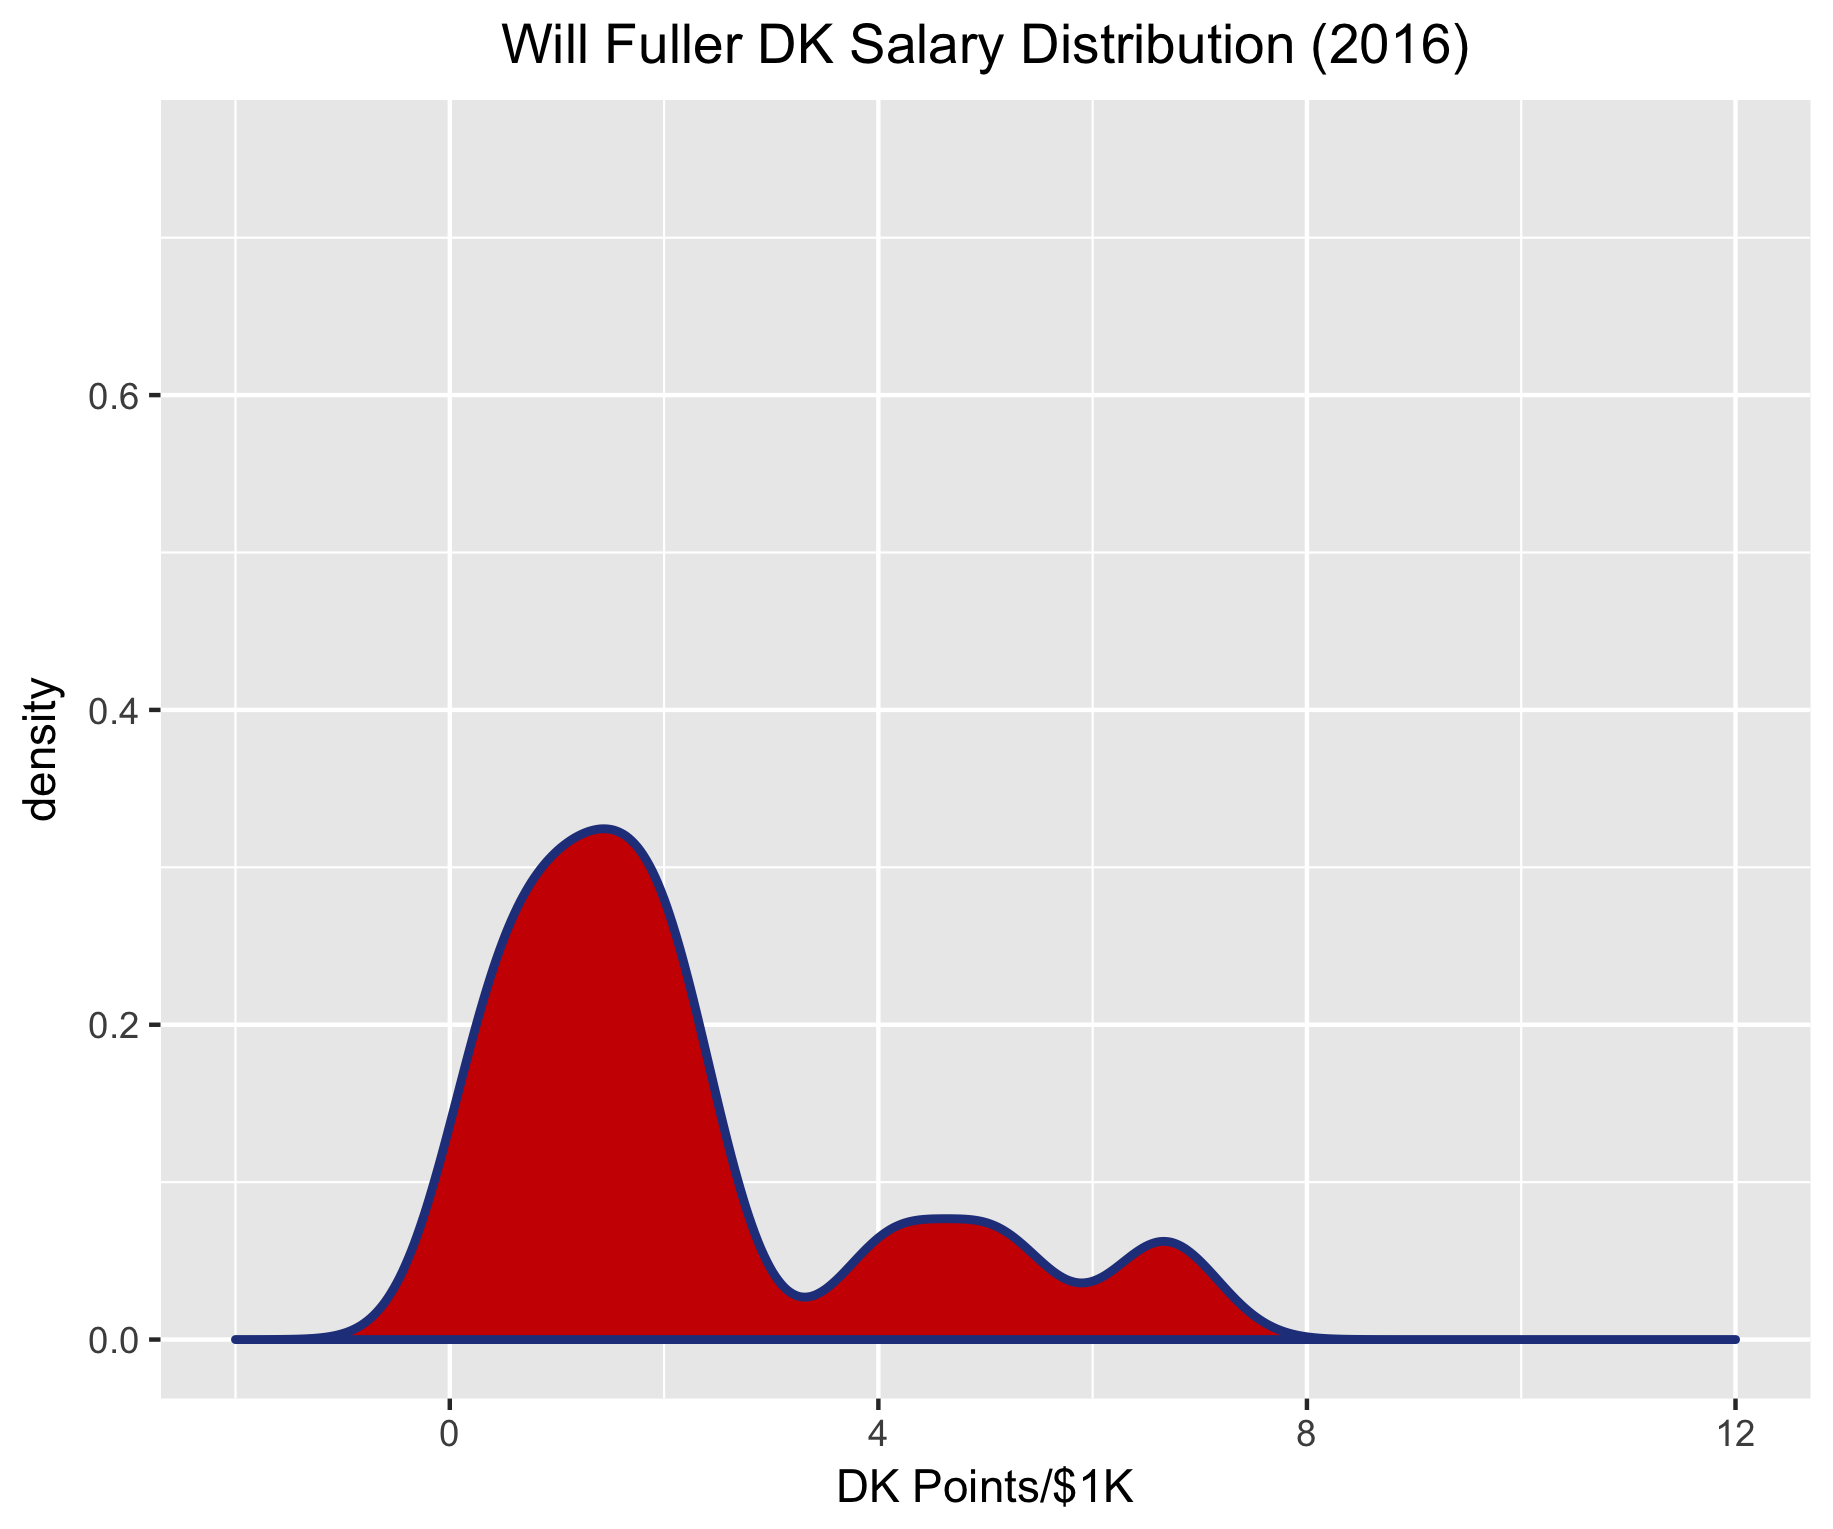 Will Fuller DK Salary Distribution (2016)
0.6
0.4
0.2
0.0
density
0 4 8 12
DK Points/$1K